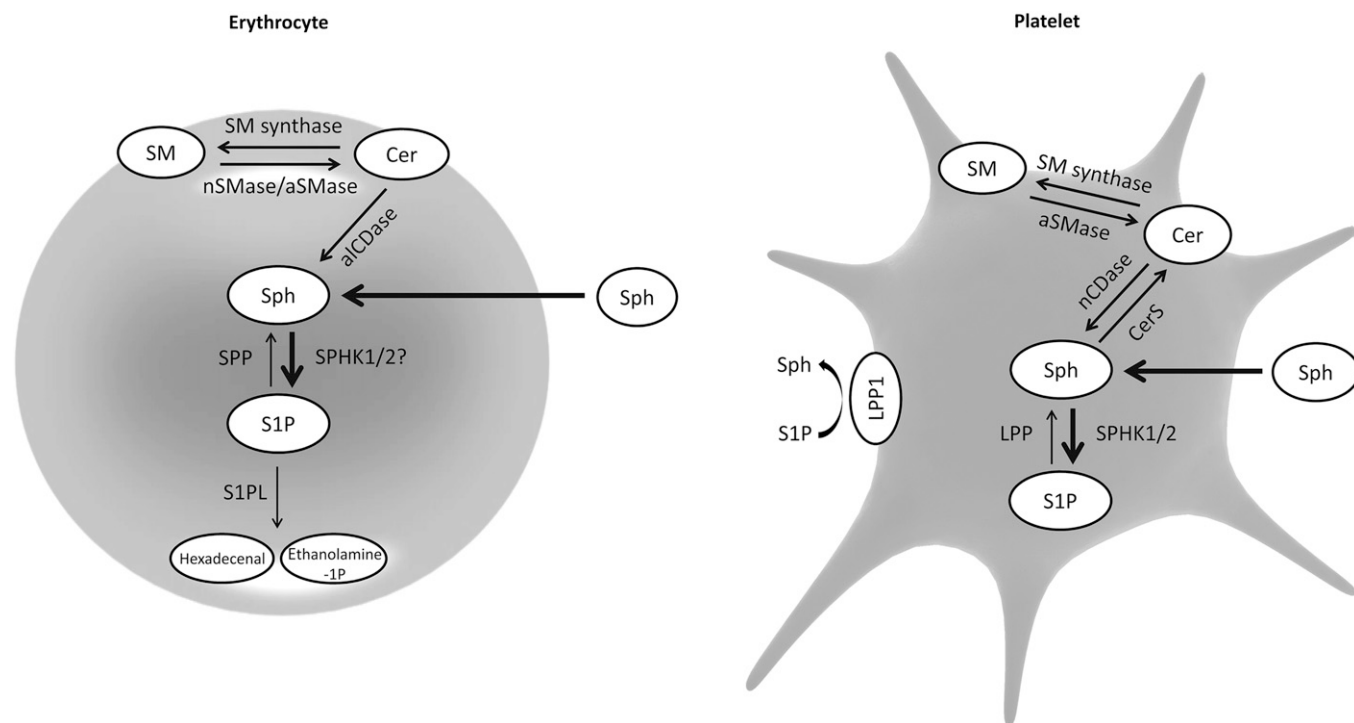 Erythrocyte
SM
SM synthase
nSMase/aSMase
Cer
alCDase
Sph
Sph
SPP
SPHK1/2?
S1P
S1PL
Hexadecenal
Ethanolamine
-1P
Platelet
SM
SM synthase
aSMase
Cer
nCDase
CerS
Sph
S1P
LPP1
Sph
Sph
LPP
SPHK1/2
S1P